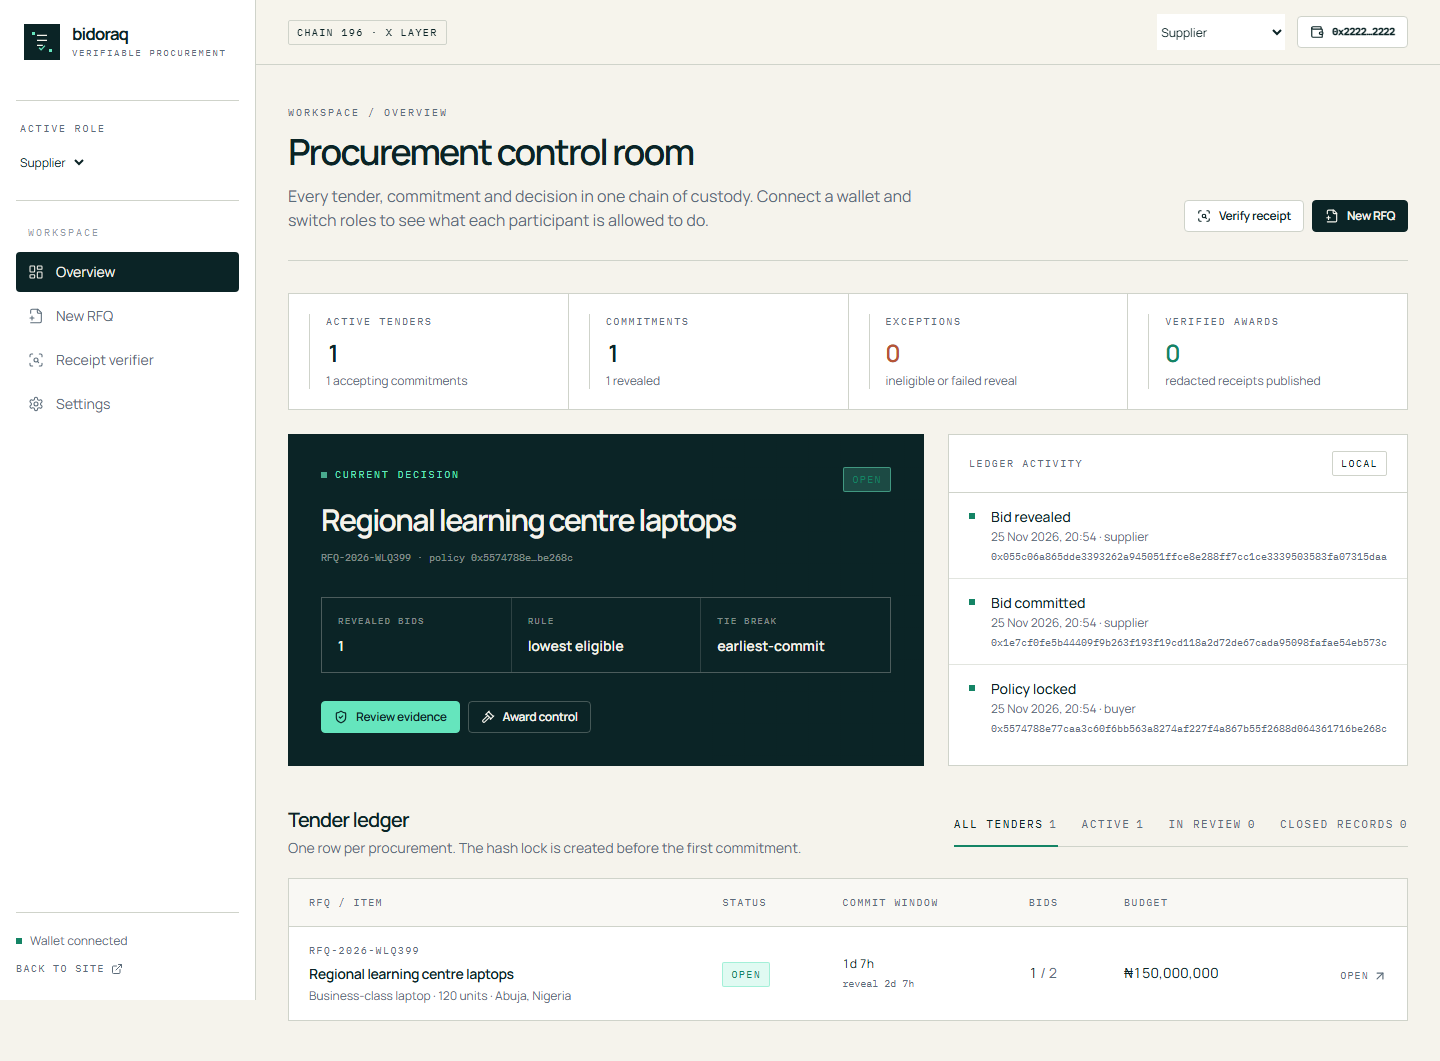 bidoraq
VERIFIABLE PROCUREMENT
ACTIVE ROLE
Supplier
WORKSPACE
Overview
New RFQ
Receipt verifier
Settings
Wallet connected
BACK TO SITE
CHAIN 196 · X LAYER
Supplier
0x2222…2222
WORKSPACE / OVERVIEW
Procurement control room
Every tender, commitment and decision in one chain of custody. Connect a wallet and
switch roles to see what each participant is allowed to do.
Verify receipt
New RFQ
ACTIVE TENDERS
1
1 accepting commitments
COMMITMENTS
1
1 revealed
EXCEPTIONS
0
ineligible or failed reveal
VERIFIED AWARDS
0
redacted receipts published
CURRENT DECISION
OPEN
Regional learning centre laptops
RFQ-2026-WLQ399 · policy 0x5574788e…be268c
REVEALED BIDS
1
RULE
lowest eligible
TIE BREAK
earliest-commit
Review evidence
Award control
LEDGER ACTIVITY
LOCAL
Bid revealed
25 Nov 2026, 20:54 · supplier
0x055c06a865dde3393262a945051ffce8e288ff7cc1ce3339503583fa07315daa
Bid committed
25 Nov 2026, 20:54 · supplier
0x1e7cf0fe5b44409f9b263f193f19cd118a2d72de67cada95098fafae54eb573c
Policy locked
25 Nov 2026, 20:54 · buyer
0x5574788e77caa3c60f6bb563a8274af227f4a867b55f2688d064361716be268c
Tender ledger
One row per procurement. The hash lock is created before the first commitment.
ALL TENDERS 1
ACTIVE 1
IN REVIEW 0
CLOSED RECORDS 0
RFQ / ITEM
STATUS
COMMIT WINDOW
BIDS
BUDGET
RFQ-2026-WLQ399
Regional learning centre laptops
Business-class laptop · 120 units · Abuja, Nigeria
OPEN
1d 7h
reveal 2d 7h
1 / 2
₦150,000,000
OPEN